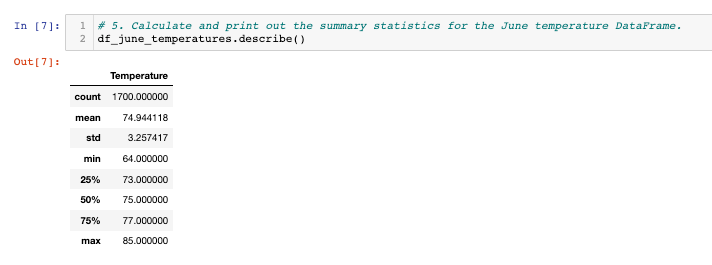 In [7]:
1 # 5. Calculate and print out the summary statistics for the June temperature DataFrame.
2 df_june_temperatures.describe()
Out[7]:
Temperature
count 1700.000000
mean 74.944118
std 3.257417
min 64.000000
25% 73.000000
50% 75.000000
75% 77.000000
max 85.000000